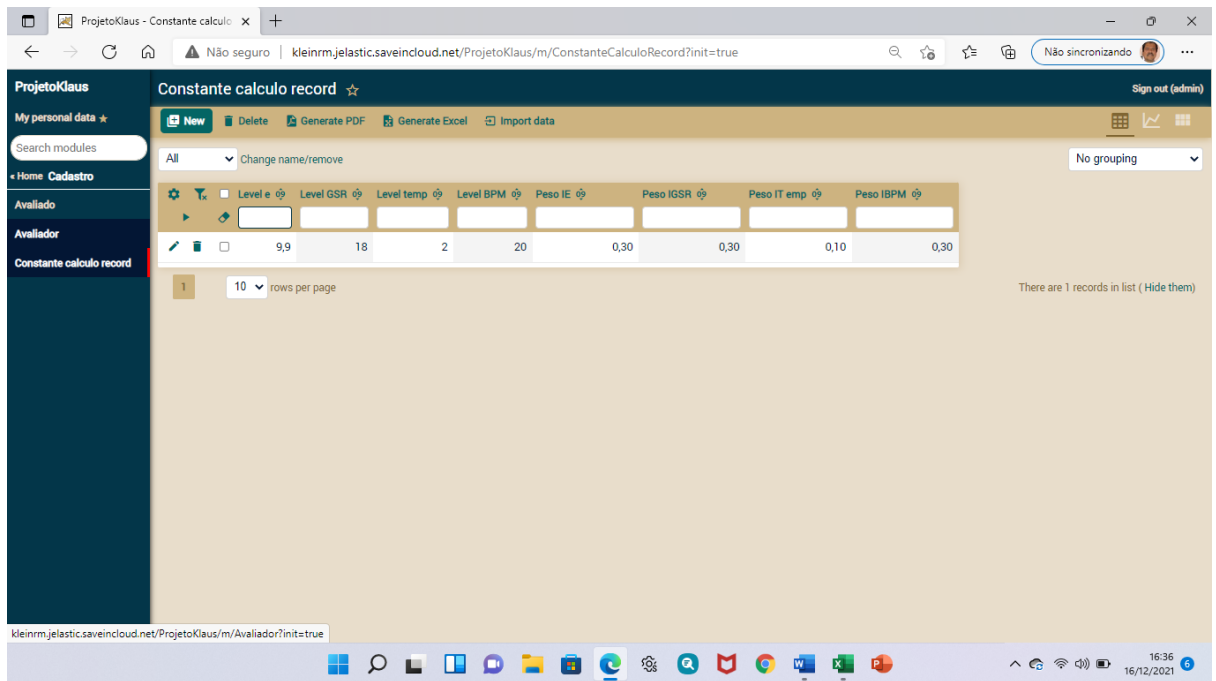 ProjetoKlaus - Constante calculo
Não seguro | kleinrm.jelastic.saveincloud.net/ProjetoKlaus/m/ConstanteCalculoRecord?init=true
Não sincronizando
ProjetoKlaus
Constante calculo record
Sign out (admin)
My personal data
New Delete Generate PDF Generate Excel Import data
Search modules
All Change name/remove
No grouping
« Home Cadastro
Avaliado
Avaliador
Constante calculo record
Level e Level GSR Level temp Level BPM Peso IE Peso IGSR Peso IT emp Peso IBPM
9,9 18 2 20 0,30 0,30 0,10 0,30
1 10 rows per page
There are 1 records in list ( Hide them)
kleinrm.jelastic.saveincloud.net/ProjetoKlaus/m/Avaliador?init=true
16:36
16/12/2021
6